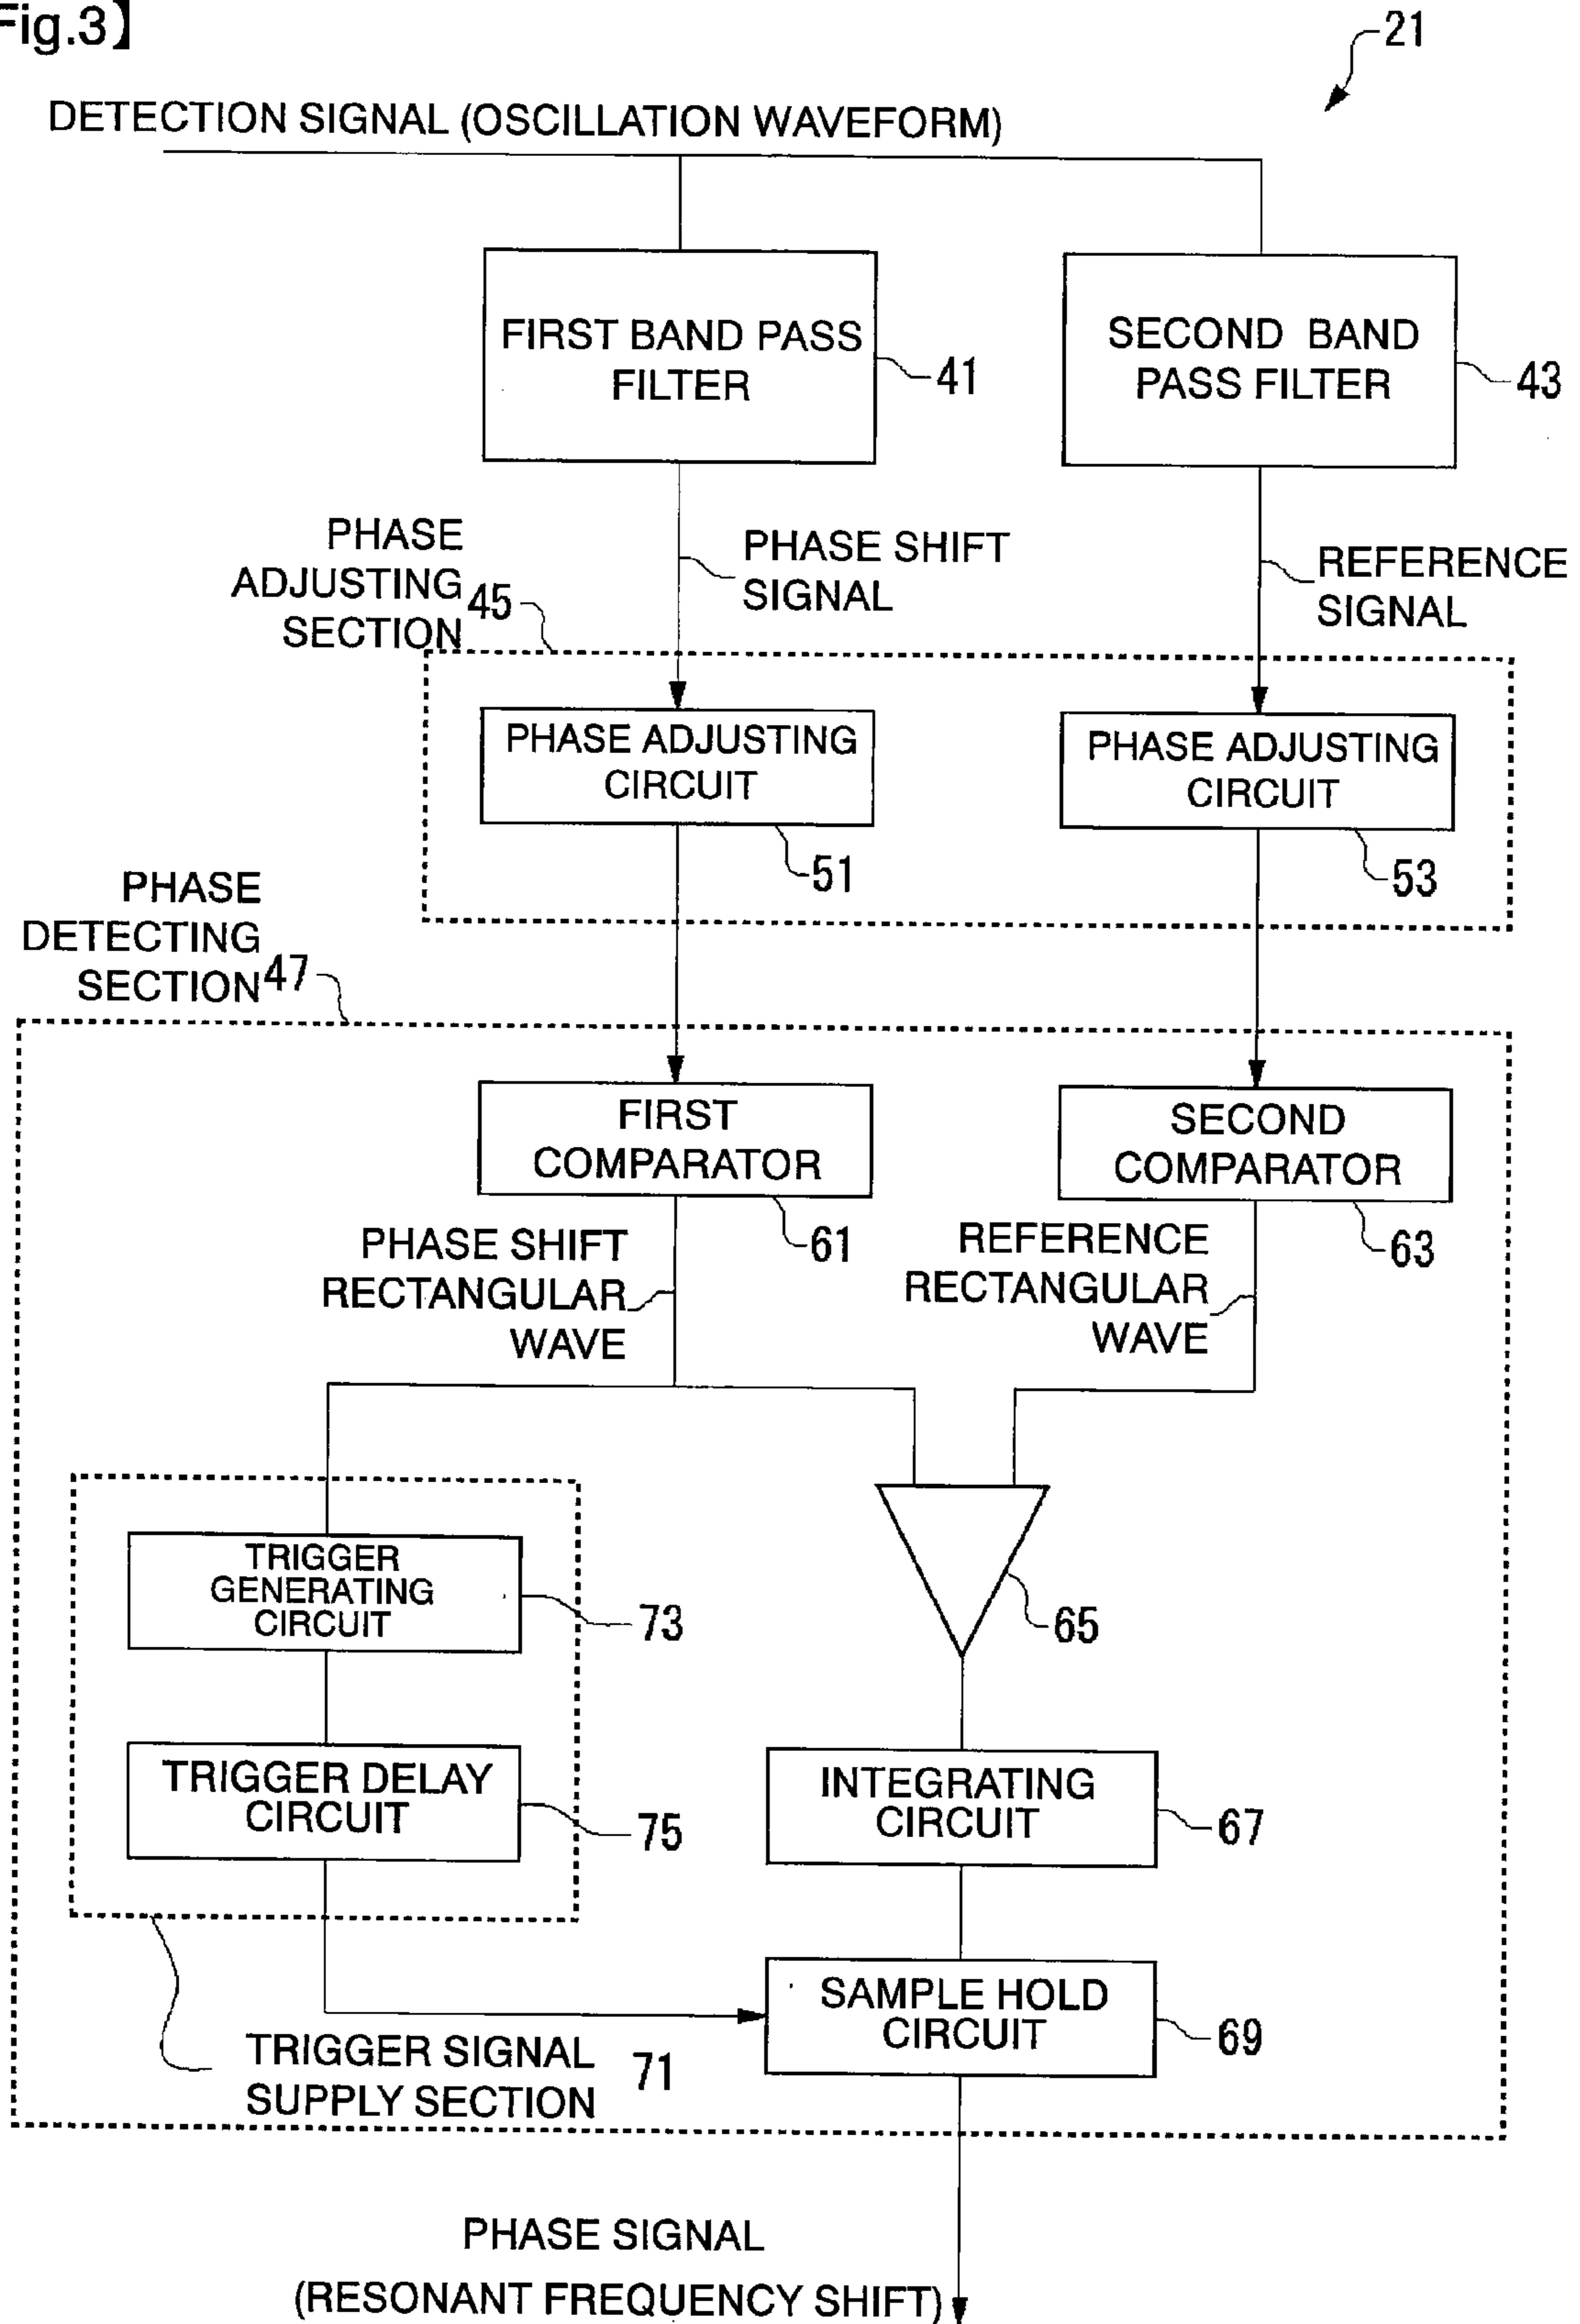 Fig.3】
21
DETECTION SIGNAL (OSCILLATION WAVEFORM)
FIRST BAND PASS
FILTER
41
SECOND BAND
PASS FILTER
43
PHASE
ADJUSTING
SECTION
45
PHASE SHIFT
SIGNAL
REFERENCE
SIGNAL
PHASE ADJUSTING
CIRCUIT
51
PHASE ADJUSTING
CIRCUIT
53
PHASE
DETECTING
SECTION
47
FIRST
COMPARATOR
61
SECOND
COMPARATOR
63
PHASE SHIFT
RECTANGULAR
WAVE
REFERENCE
RECTANGULAR
WAVE
TRIGGER
GENERATING
CIRCUIT
73
65
TRIGGER DELAY
CIRCUIT
75
INTEGRATING
CIRCUIT
67
SAMPLE HOLD
CIRCUIT
69
TRIGGER SIGNAL
SUPPLY SECTION
71
PHASE SIGNAL
(RESONANT FREQUENCY SHIFT)